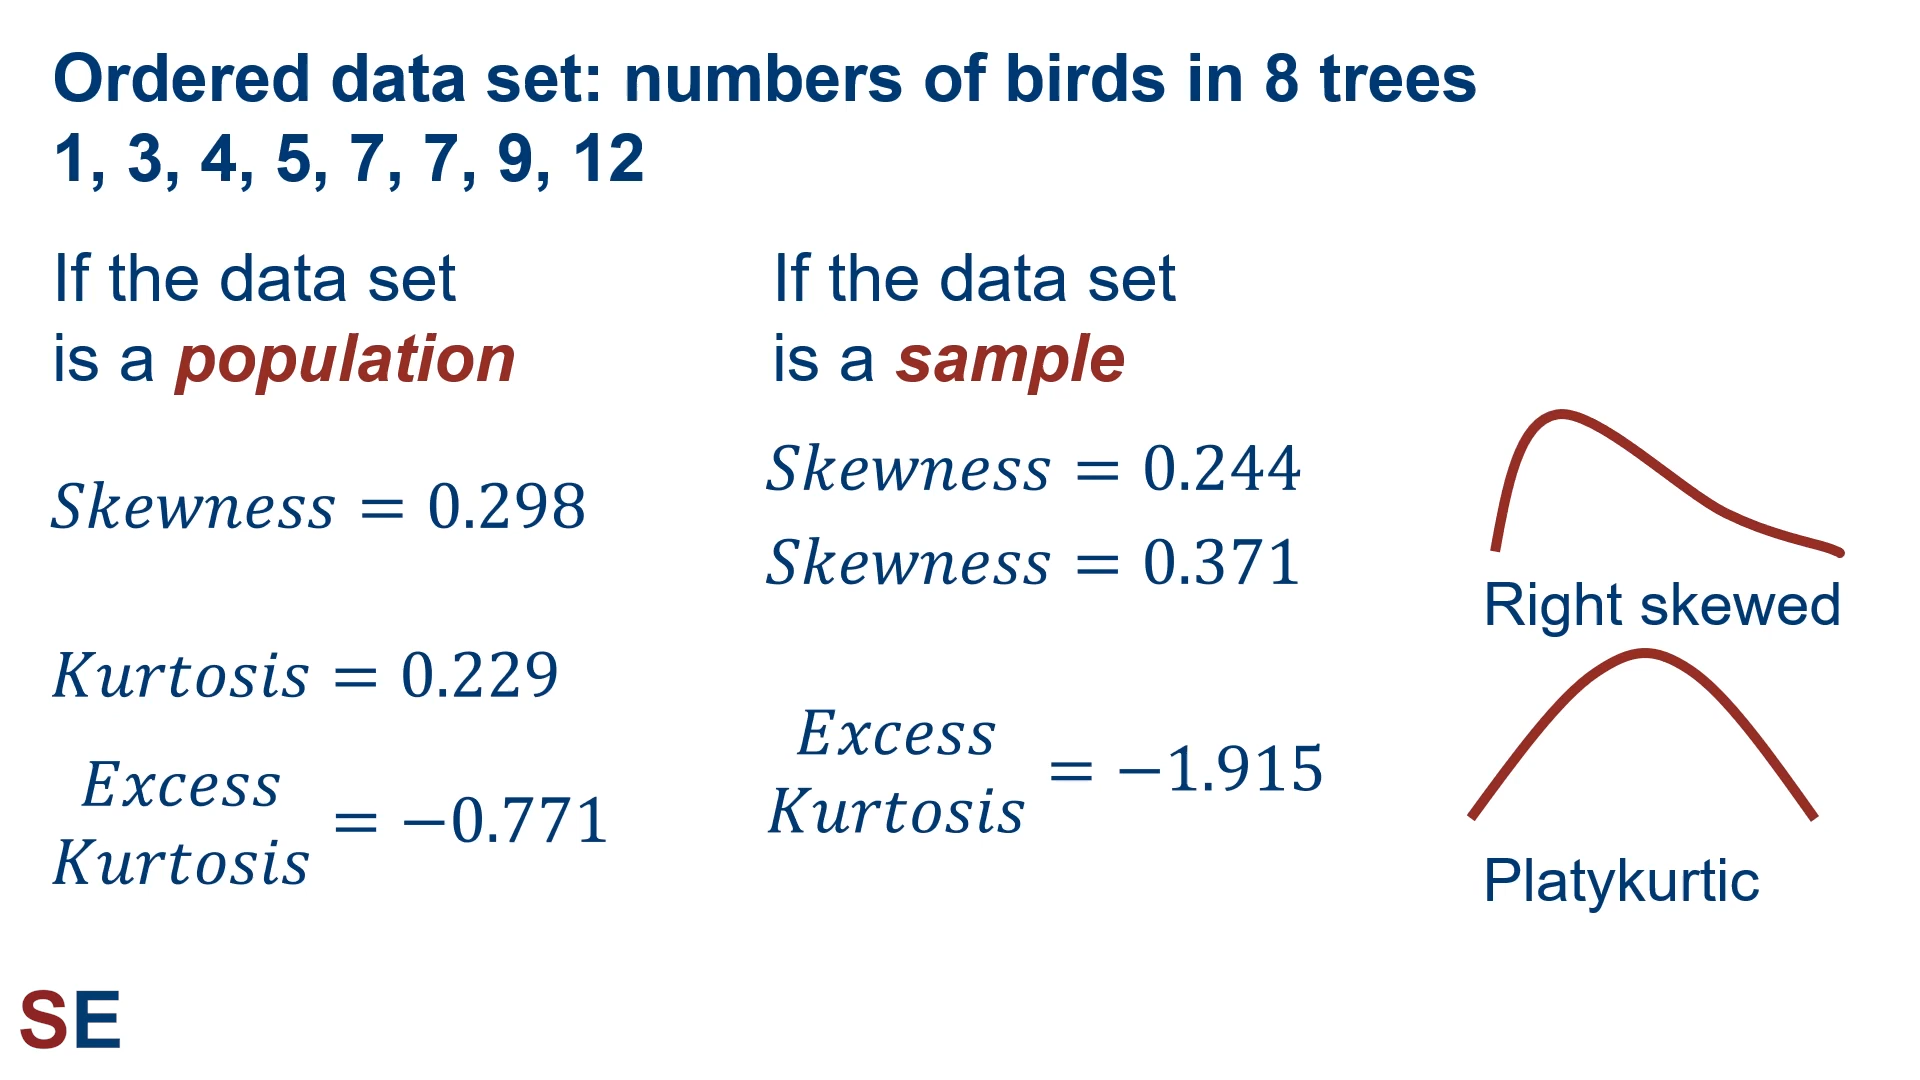 Ordered data set: numbers of birds in 8 trees
1, 3, 4, 5, 7, 7, 9, 12
If the data set
is a population
Skewness = 0.298
Kurtosis = 0.229
Excess
Kurtosis = −0.771
If the data set
is a sample
Skewness = 0.244
Skewness = 0.371
Excess
Kurtosis = −1.915
Right skewed
Platykurtic
SE